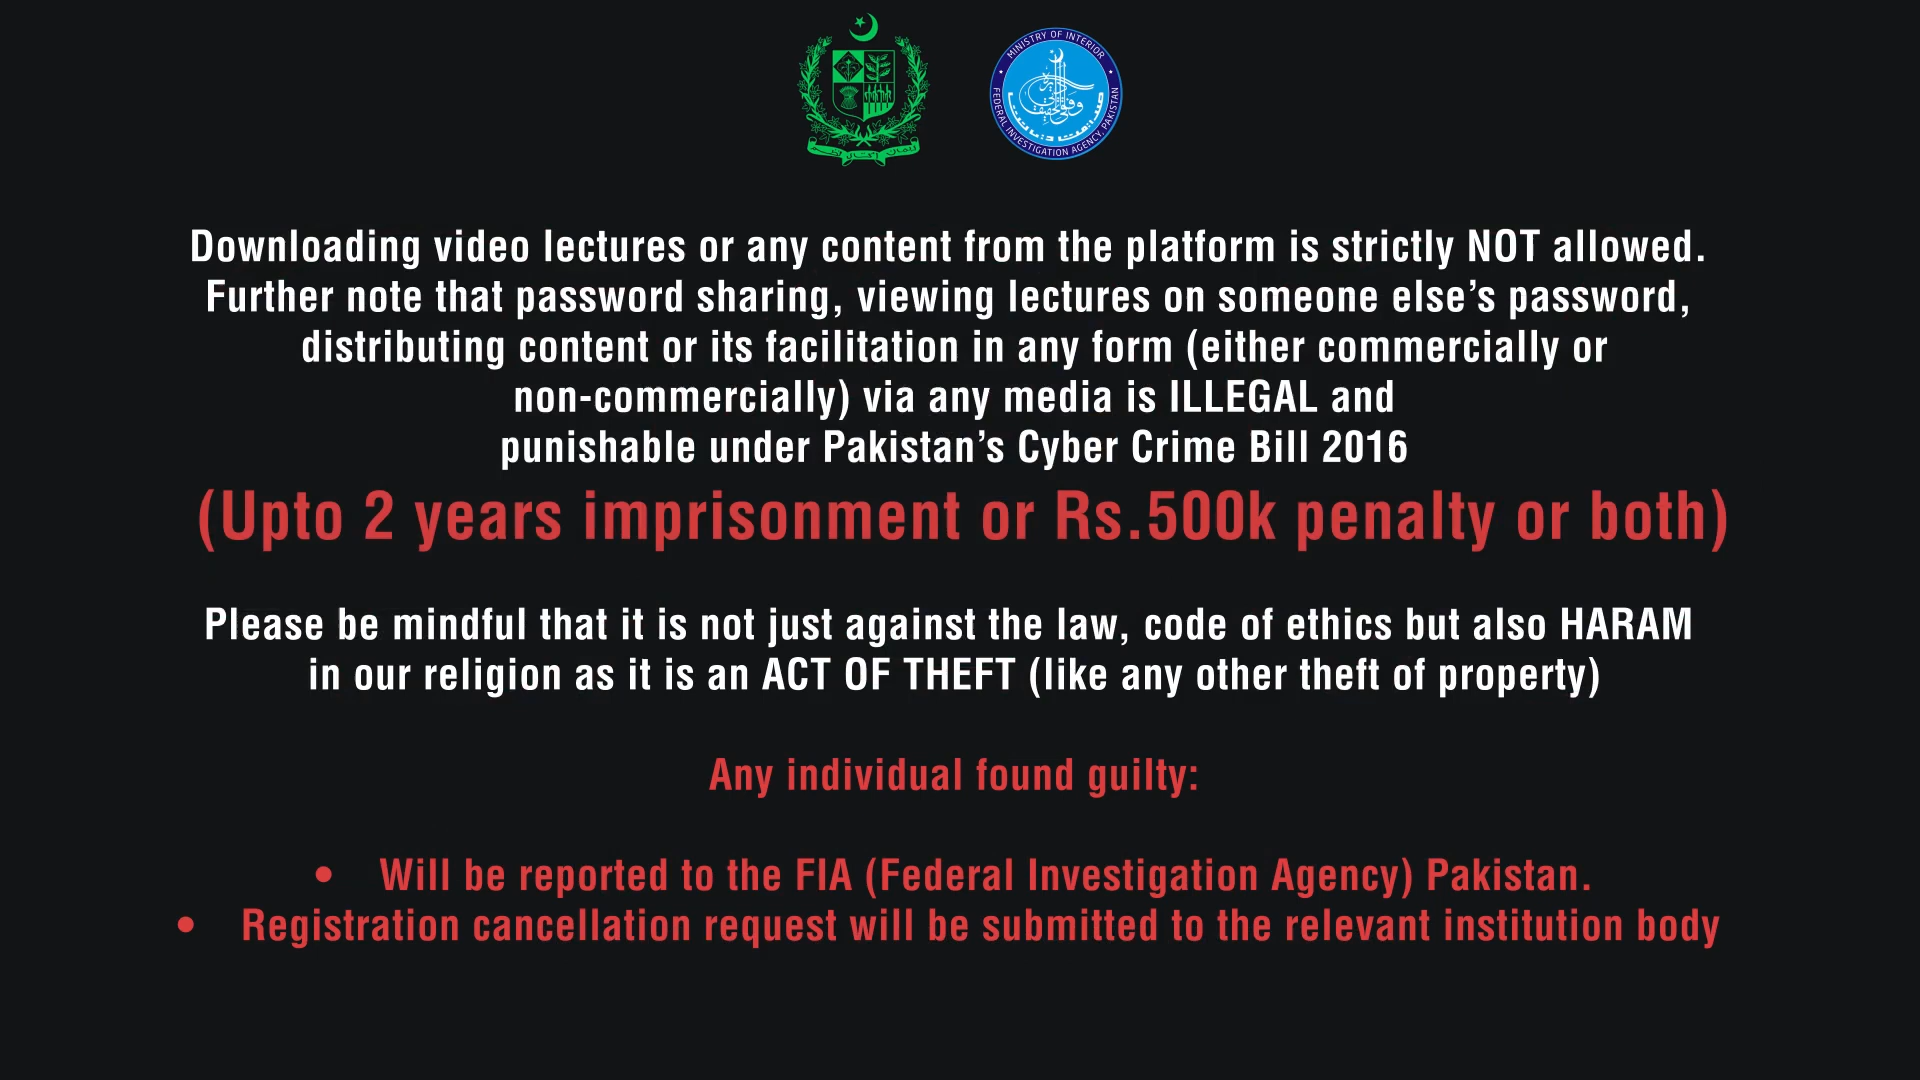 MINISTRY OF INTERIOR
FEDERAL INVESTIGATION AGENCY, PAKISTAN
Downloading video lectures or any content from the platform is strictly NOT allowed.
Further note that password sharing, viewing lectures on someone else’s password,
distributing content or its facilitation in any form (either commercially or
non-commercially) via any media is ILLEGAL and
punishable under Pakistan’s Cyber Crime Bill 2016
(Upto 2 years imprisonment or Rs.500k penalty or both)
Please be mindful that it is not just against the law, code of ethics but also HARAM
in our religion as it is an ACT OF THEFT (like any other theft of property)
Any individual found guilty:
• Will be reported to the FIA (Federal Investigation Agency) Pakistan.
• Registration cancellation request will be submitted to the relevant institution body